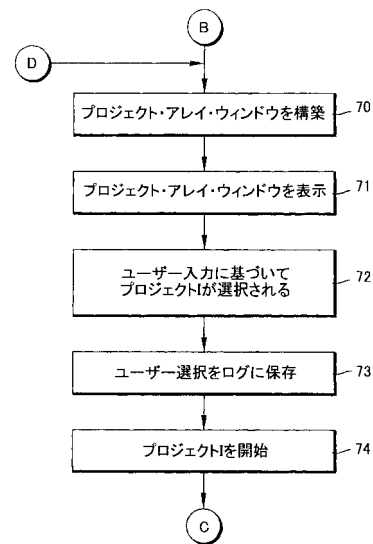 B
D
プロジェクト・アレイ・ウィンドウを構築
70
プロジェクト・アレイ・ウィンドウを表示
71
ユーザー入力に基づいて
プロジェクトIが選択される
72
ユーザー選択をログに保存
73
プロジェクトIを開始
74
C